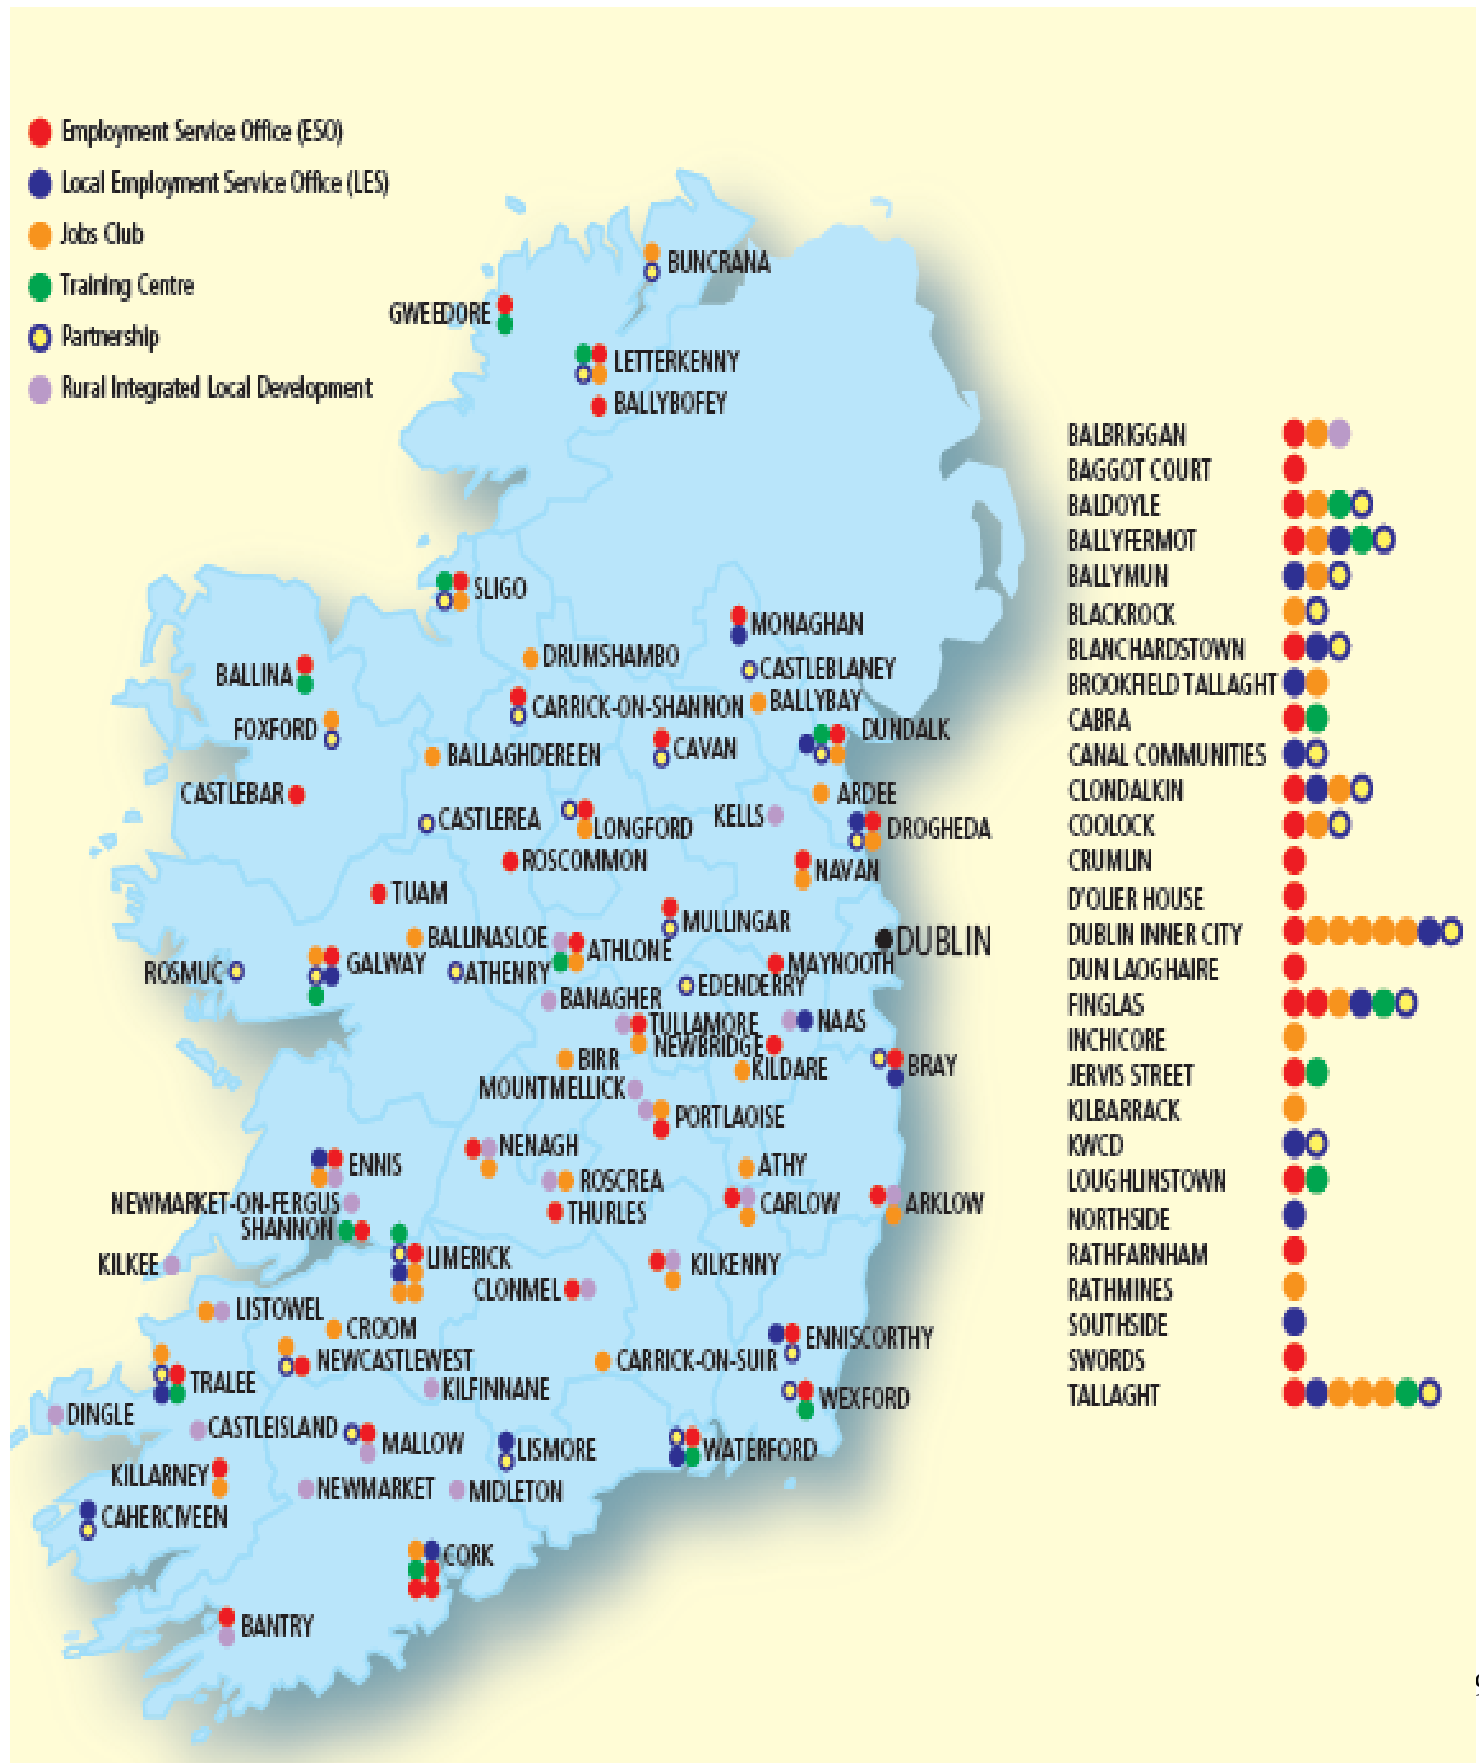 Employment Service Office (ESO)
Local Employment Service Office (LES)
Jobs Club
Training Centre
Partnership
Rural Integrated Local Development
BUNCRANA
GWEEDORE
LETTERKENNY
BALLYBOFEY
SLIGO
MONAGHAN
DRUMSHAMBO
CASTLEBLANEY
BALLINA
BALLYBAY
CARRICK-ON-SHANNON
FOXFORD
DUNDALK
CAVAN
BALLAGHDEREEN
CASTLEBAR
ARDEE
CASTLEREA
KELLS
LONGFORD
DROGHEDA
ROSCOMMON
NAVAN
TUAM
MULLINGAR
BALLINASLOE
DUBLIN
ATHLONE
GALWAY
MAYNOOTH
ROSMUC
ATHENRY
EDENDERRY
BANAGHER
TULLAMORE
NAAS
NEWBRIDGE
BIRR
KILDARE
BRAY
MOUNTMELLICK
PORTLAOISE
NENAGH
ENNIS
ATHY
ROSCREA
NEWMARKET-ON-FERGUS
CARLOW
ARKLOW
THURLES
SHANNON
LIMERICK
KILKEE
KILKENNY
CLONMEL
LISTOWEL
CROOM
ENNISCORTHY
NEWCASTLEWEST
CARRICK-ON-SUIR
TRALEE
KILFINNANE
WEXFORD
DINGLE
CASTLEISLAND
MALLOW
LISMORE
WATERFORD
KILLARNEY
NEWMARKET
MIDLETON
CAHERCIVEEN
CORK
BANTRY
BALBRIGGAN
BAGGOT COURT
BALDOYLE
BALLYFERMOT
BALLYMUN
BLACKROCK
BLANCHARDSTOWN
BROOKFIELD TALLAGHT
CABRA
CANAL COMMUNITIES
CLONDALKIN
COOLOCK
CRUMLIN
D'OLIER HOUSE
DUBLIN INNER CITY
DUN LAOGHAIRE
FINGLAS
INCHICORE
JERVIS STREET
KILBARRACK
KWCD
LOUGHLINSTOWN
NORTHSIDE
RATHFARNHAM
RATHMINES
SOUTHSIDE
SWORDS
TALLAGHT